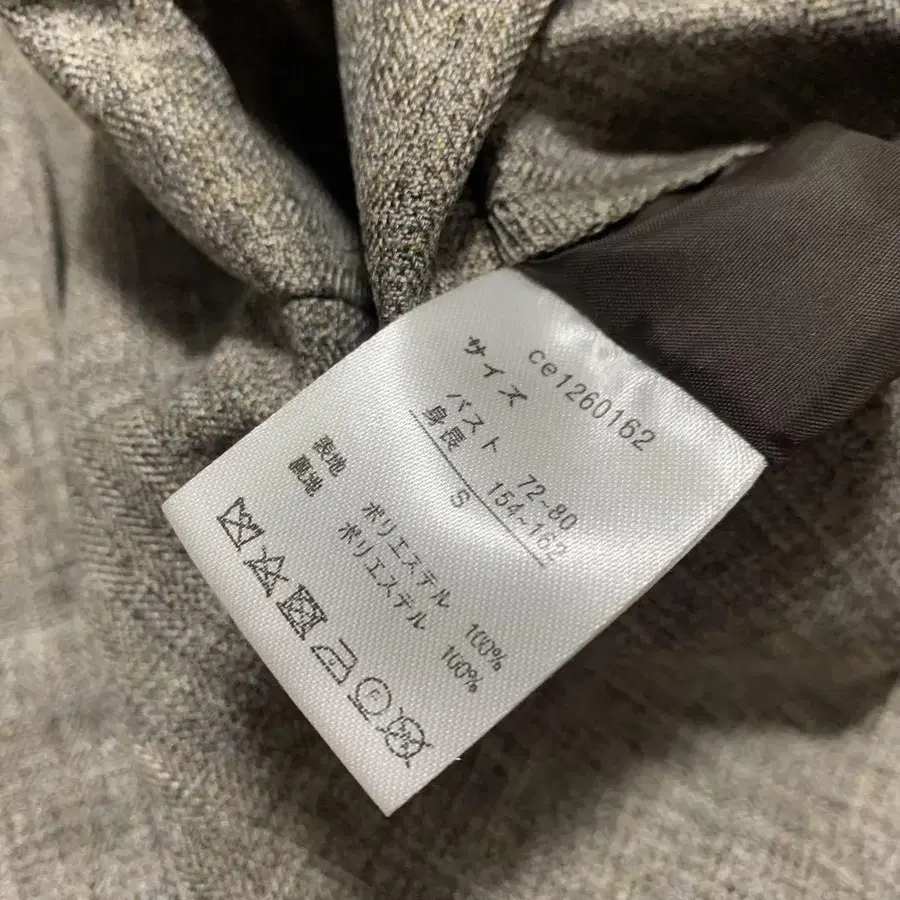 ce1260162
サイズ
バスト 72~80
身長 154~162
S
表地 ポリエステル 100%
裏地 ポリエステル 100%